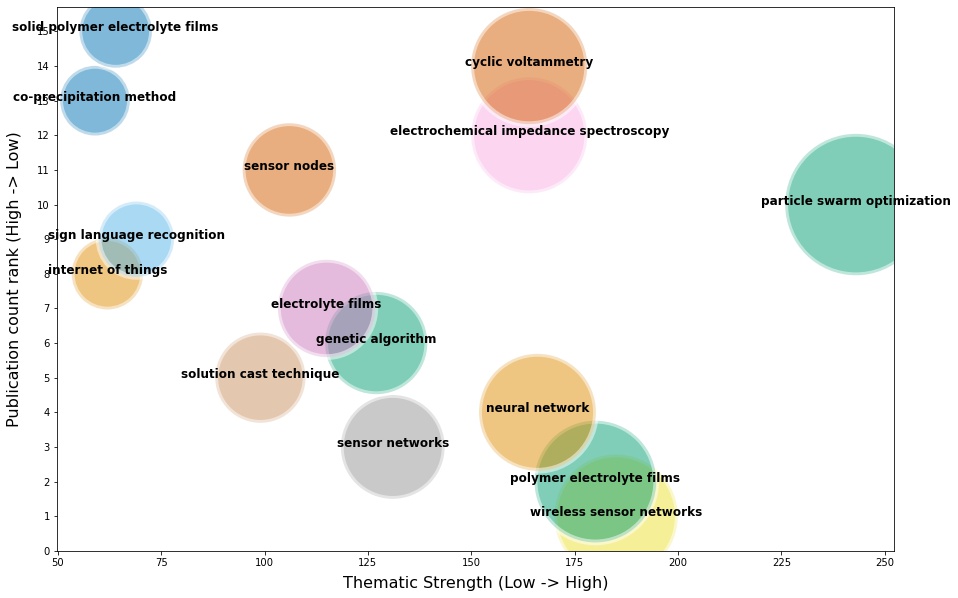 solid polymer electrolyte films
15
14
cyclic voltammetry
co-precipitation method
13
12
electrochemical impedance spectroscopy
11
sensor nodes
10
particle swarm optimization
9
sign language recognition
8
internet of things
7
electrolyte films
6
genetic algorithm
5
solution cast technique
4
neural network
3
sensor networks
2
polymer electrolyte films
1
wireless sensor networks
0
Publication count rank (High -> Low)
50 75 100 125 150 175 200 225 250
Thematic Strength (Low -> High)